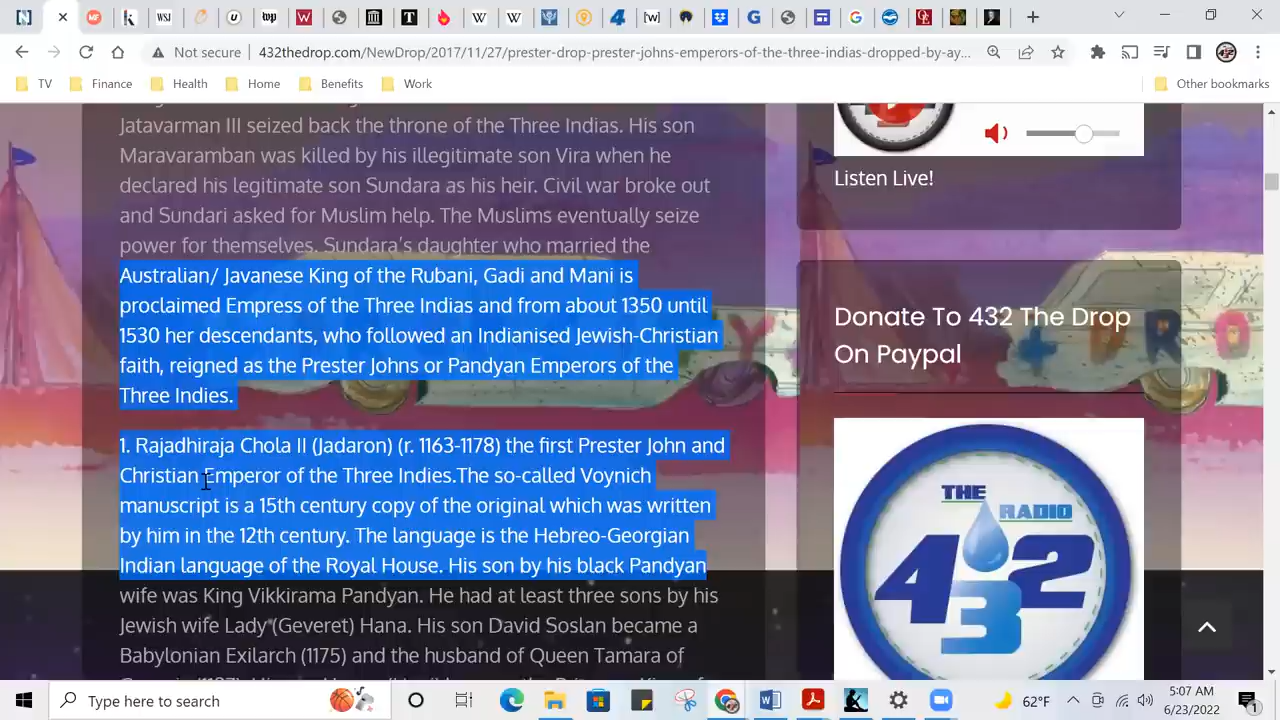 Not secure
432thedrop.com/NewDrop/2017/11/27/prester-drop-prester-johns-emperors-of-the-three-indias-dropped-by-ay...
TV
Finance
Health
Home
Benefits
Work
Other bookmarks
Jatavarman III seized back the throne of the Three Indias. His son
Maravaramban was killed by his illegitimate son Vira when he
declared his legitimate son Sundara as his heir. Civil war broke out
and Sundari asked for Muslim help. The Muslims eventually seize
power for themselves. Sundara's daughter who married the
Australian/ Javanese King of the Rubani, Gadi and Mani is
proclaimed Empress of the Three Indias and from about 1350 until
1530 her descendants, who followed an Indianised Jewish-Christian
faith, reigned as the Prester Johns or Pandyan Emperors of the
Three Indies.
1. Rajadhiraja Chola II (Jadaron) (r. 1163-1178) the first Prester John and
Christian Emperor of the Three Indies.The so-called Voynich
manuscript is a 15th century copy of the original which was written
by him in the 12th century. The language is the Hebreo-Georgian
Indian language of the Royal House. His son by his black Pandyan
wife was King Vikkirama Pandyan. He had at least three sons by his
Jewish wife Lady (Geveret) Hana. His son David Soslan became a
Babylonian Exilarch (1175) and the husband of Queen Tamara of
Listen Live!
Donate To 432 The Drop
On Paypal
THE
RADIO
432
Type here to search
62°F
5:07 AM
6/23/2022
1